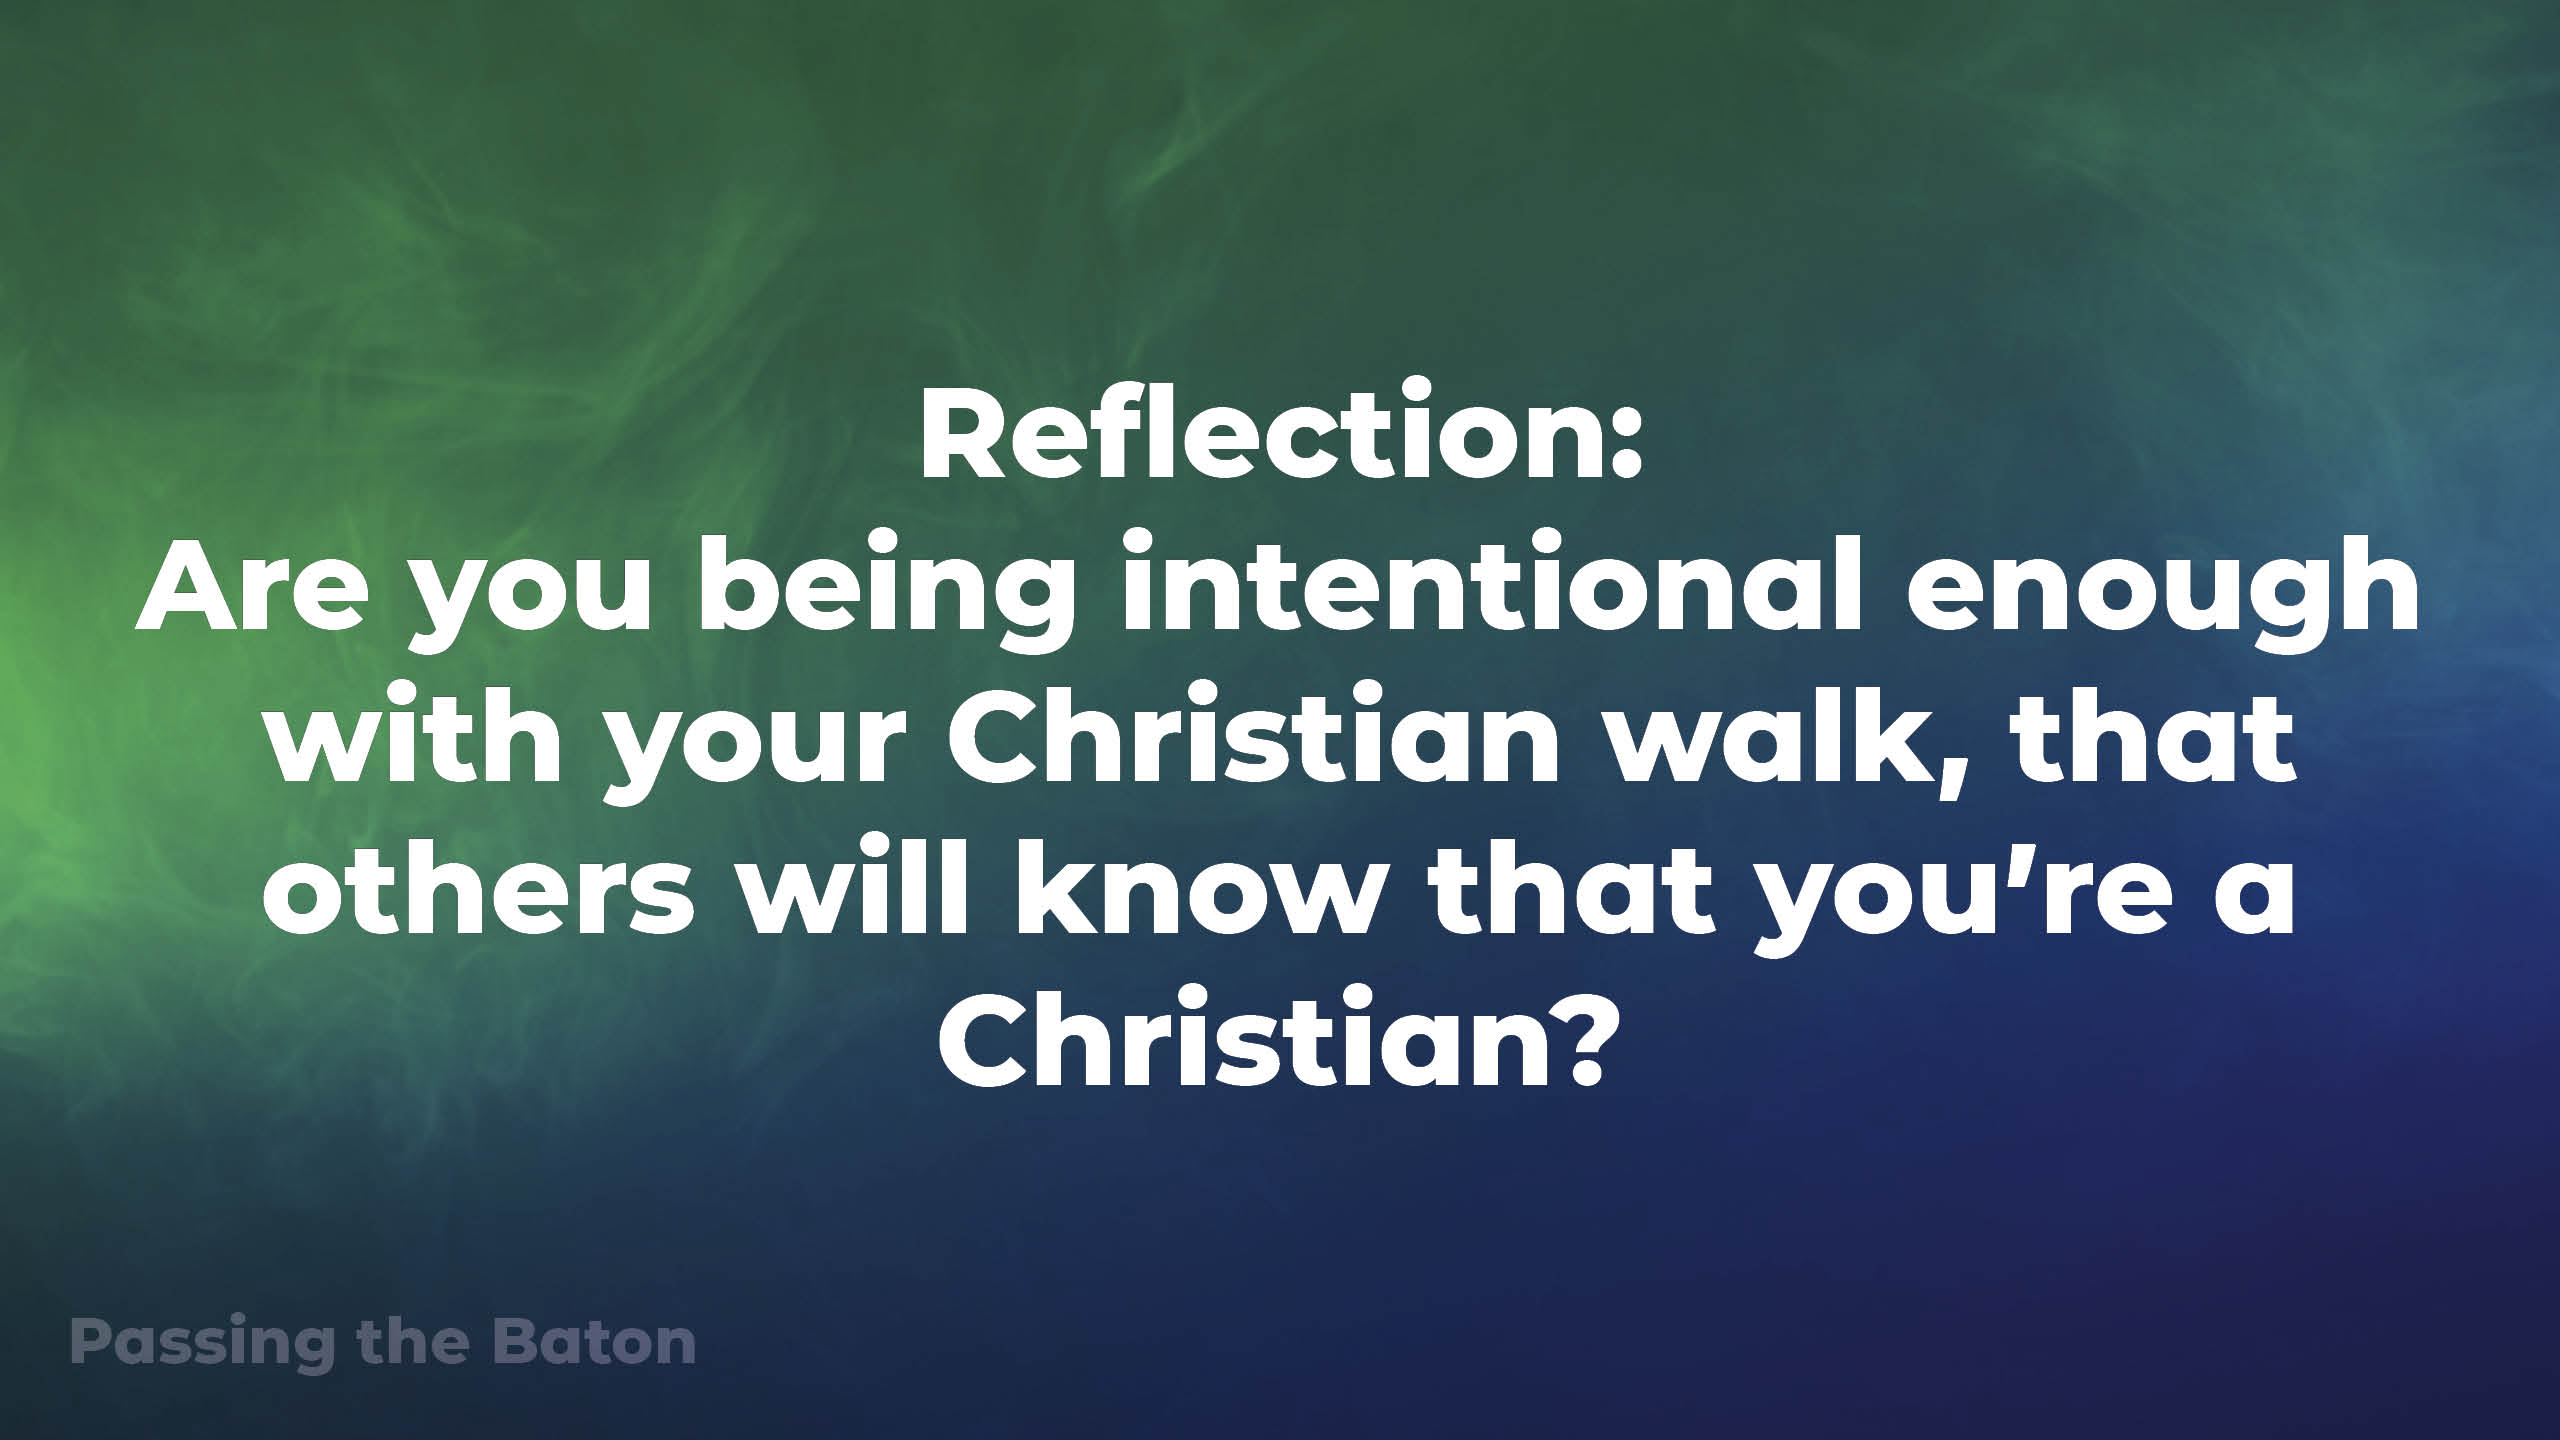 Reflection:
Are you being intentional enough
with your Christian walk, that
others will know that you’re a
Christian?
Passing the Baton